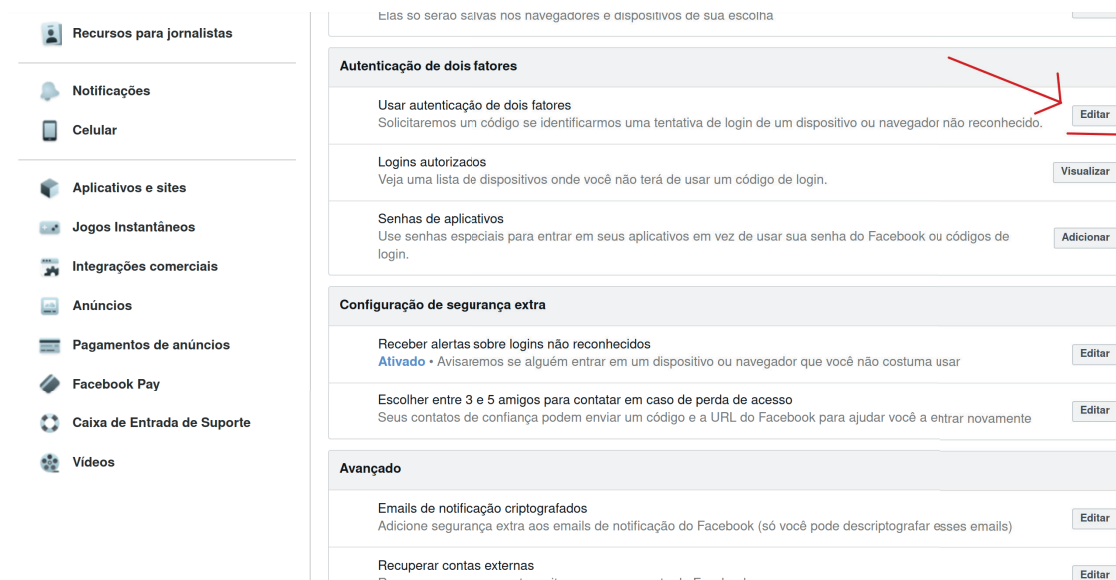 Recursos para jornalistas
Notificações
Celular
Aplicativos e sites
Jogos Instantâneos
Integrações comerciais
Anúncios
Pagamentos de anúncios
Facebook Pay
Caixa de Entrada de Suporte
Vídeos
Elas só serão salvas nos navegadores e dispositivos de sua escolha
Autenticação de dois fatores
Usar autenticação de dois fatores
Solicitaremos um código se identificarmos uma tentativa de login de um dispositivo ou navegador não reconhecido.
Editar
Logins autorizados
Veja uma lista de dispositivos onde você não terá de usar um código de login.
Visualizar
Senhas de aplicativos
Use senhas especiais para entrar em seus aplicativos em vez de usar sua senha do Facebook ou códigos de
login.
Adicionar
Configuração de segurança extra
Receber alertas sobre logins não reconhecidos
Ativado • Avisaremos se alguém entrar em um dispositivo ou navegador que você não costuma usar
Editar
Escolher entre 3 e 5 amigos para contatar em caso de perda de acesso
Seus contatos de confiança podem enviar um código e a URL do Facebook para ajudar você a entrar novamente
Editar
Avançado
Emails de notificação criptografados
Adicione segurança extra aos emails de notificação do Facebook (só você pode descriptografar esses emails)
Editar
Recuperar contas externas
Editar